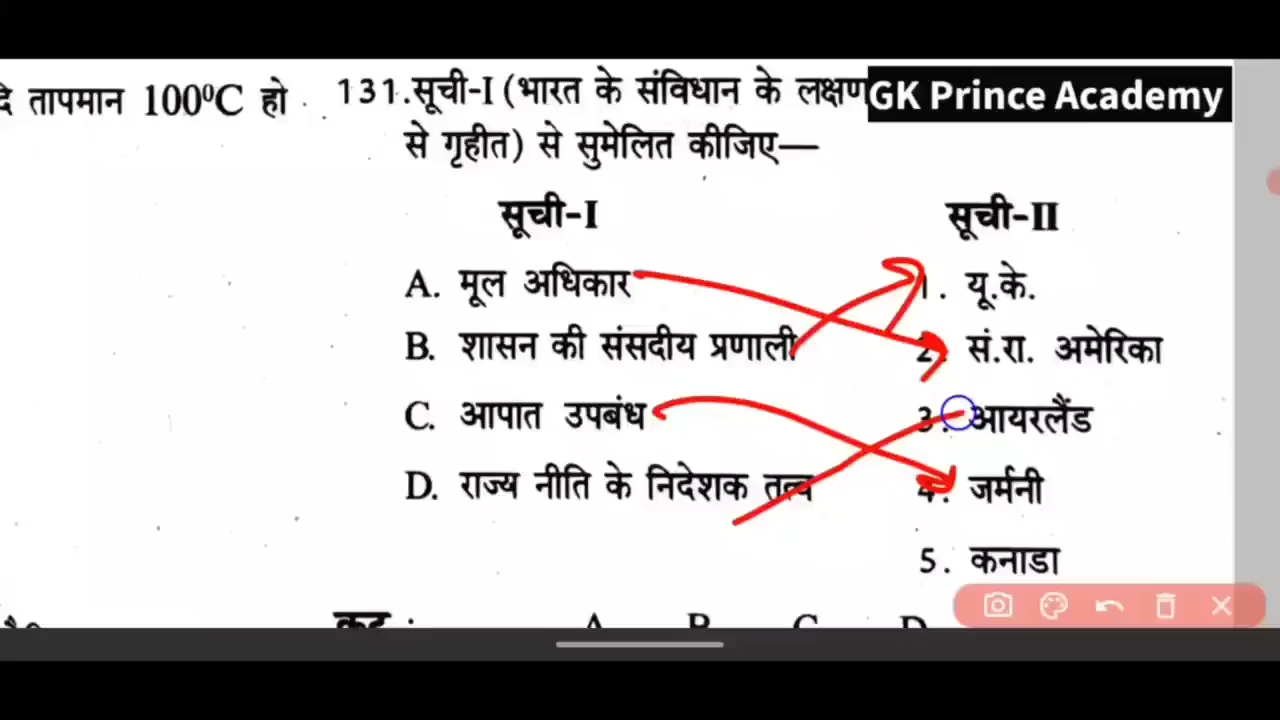 दि तापमान 100⁰C हो
131.सूची-I (भारत के संविधान के लक्षण
GK Prince Academy
से गृहीत) से सुमेलित कीजिए—
सूची-I सूची-II
A. मूल अधिकार 1. यू.के.
B. शासन की संसदीय प्रणाली 2. सं.रा. अमेरिका
C. आपात उपबंध 3. आयरलैंड
D. राज्य नीति के निदेशक तत्व 4. जर्मनी
5. कनाडा
कूट : A B C D